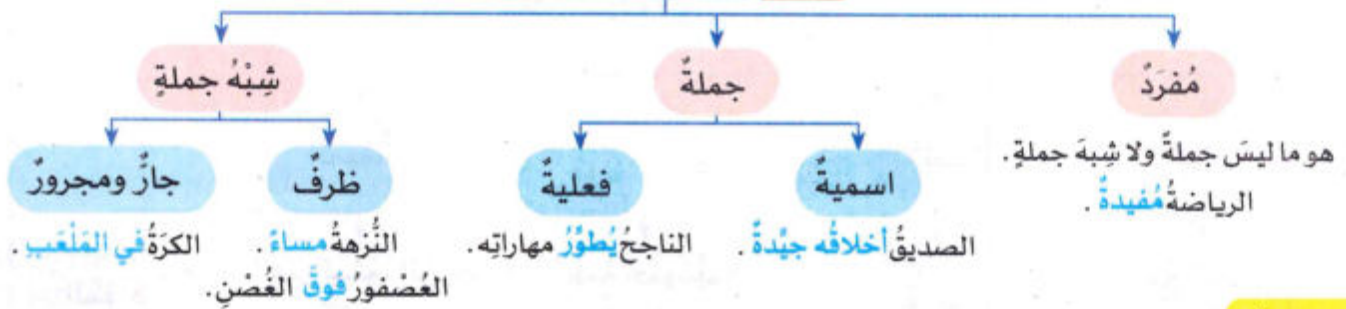 مُفرَدٌ
جملةٌ
شِبْهُ جملةٍ
هو ما ليسَ جملةً ولا شِبهَ جملةٍ.
الرياضةُ مُفيدةٌ.
اسميةٌ
فعليةٌ
ظرفٌ
جارٌّ ومجرورٌ
الصديقُ أخلاقُه جيِّدةٌ.
الناجحُ يُطوِّرُ مهاراتِه.
النُّزهةُ مساءً.
العُصْفورُ فوقَ الغُصْنِ.
الكرَةُ في المَلْعَبِ.